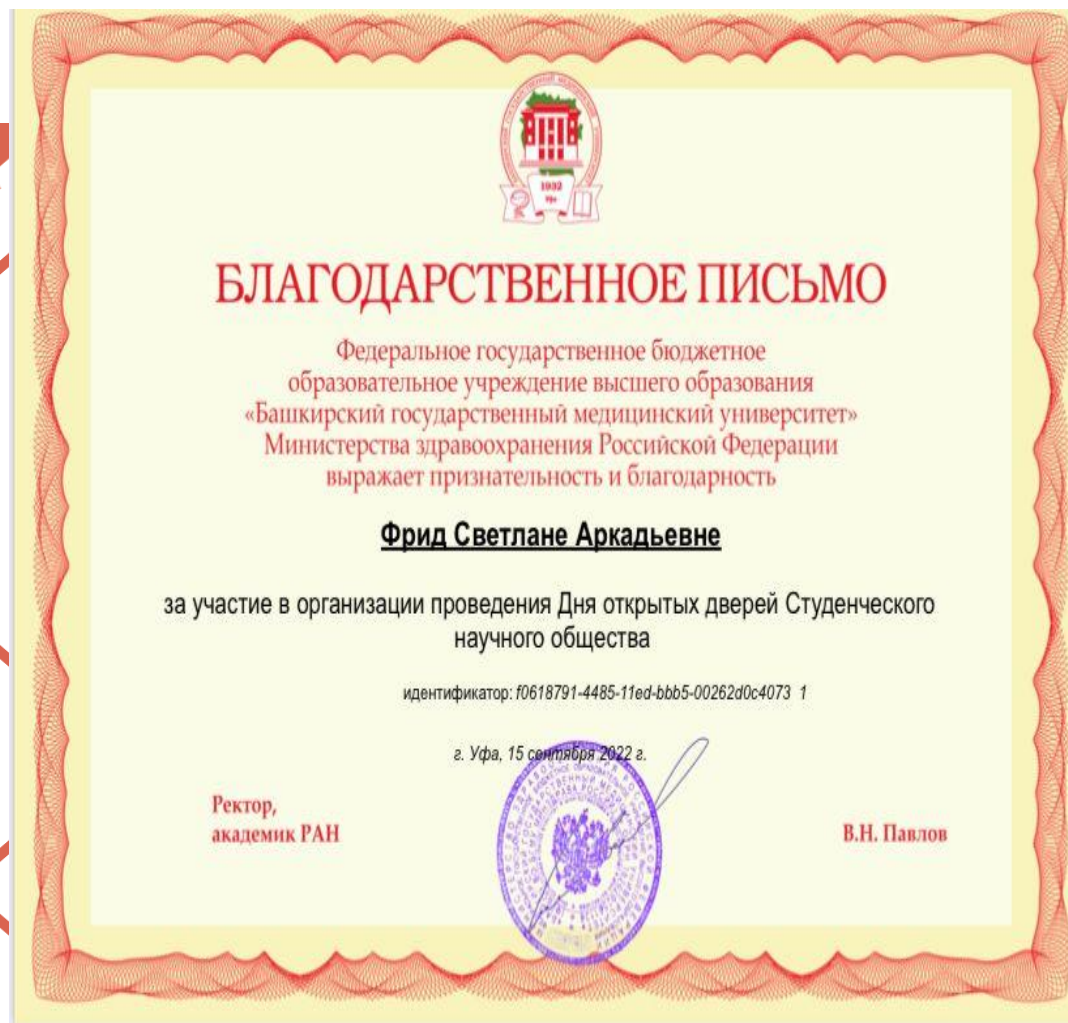 1932
БЛАГОДАРСТВЕННОЕ ПИСЬМО
Федеральное государственное бюджетное
образовательное учреждение высшего образования
«Башкирский государственный медицинский университет»
Министерства здравоохранения Российской Федерации
выражает признательность и благодарность
Фрид Светлане Аркадьевне
за участие в организации проведения Дня открытых дверей Студенческого
научного общества
идентификатор: f0618791-4485-11ed-bbb5-00262d0c4073 1
г. Уфа, 15 сентября 2022 г.
Ректор,
академик РАН
В.Н. Павлов